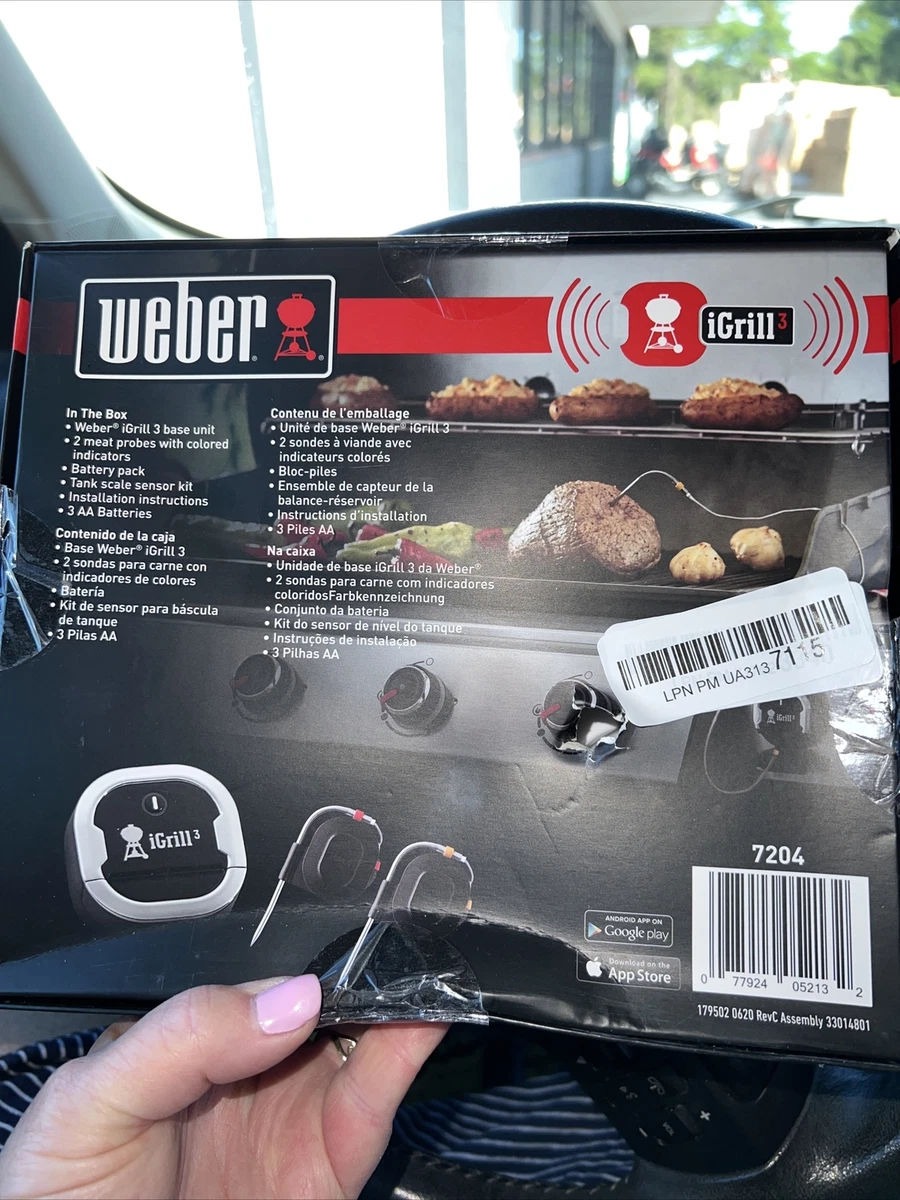 weber
iGrill³
In The Box
• Weber® iGrill 3 base unit
• 2 meat probes with colored
indicators
• Battery pack
• Tank scale sensor kit
• Installation instructions
• 3 AA Batteries
Contenido de la caja
• Base Weber® iGrill 3
• 2 sondas para carne con
indicadores de colores
• Batería
• Kit de sensor para báscula
de tanque
• 3 Pilas AA
Contenu de l'emballage
• Unité de base Weber® iGrill 3
• 2 sondes à viande avec
indicateurs colorés
• Bloc-piles
• Ensemble de capteur de la
balance-réservoir
• Instructions d'installation
• 3 Piles AA
Na caixa
• Unidade de base iGrill 3 da Weber®
• 2 sondas para carne com indicadores
coloridosFarbkennzeichnung
• Conjunto da bateria
• Kit do sensor de nível do tanque
• Instruções de instalação
• 3 Pilhas AA
LPN PM UA3137115
iGrill³
iGrill³
ANDROID APP ON
Google play
Download on the
App Store
7204
0 77924 05213 2
179502 0620 RevC Assembly 33014801
VOL +